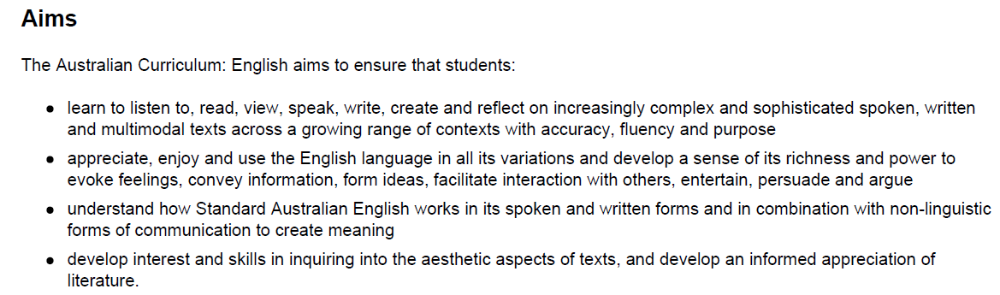 Aims
The Australian Curriculum: English aims to ensure that students:
• learn to listen to, read, view, speak, write, create and reflect on increasingly complex and sophisticated spoken, written
and multimodal texts across a growing range of contexts with accuracy, fluency and purpose
• appreciate, enjoy and use the English language in all its variations and develop a sense of its richness and power to
evoke feelings, convey information, form ideas, facilitate interaction with others, entertain, persuade and argue
• understand how Standard Australian English works in its spoken and written forms and in combination with non-linguistic
forms of communication to create meaning
• develop interest and skills in inquiring into the aesthetic aspects of texts, and develop an informed appreciation of
literature.